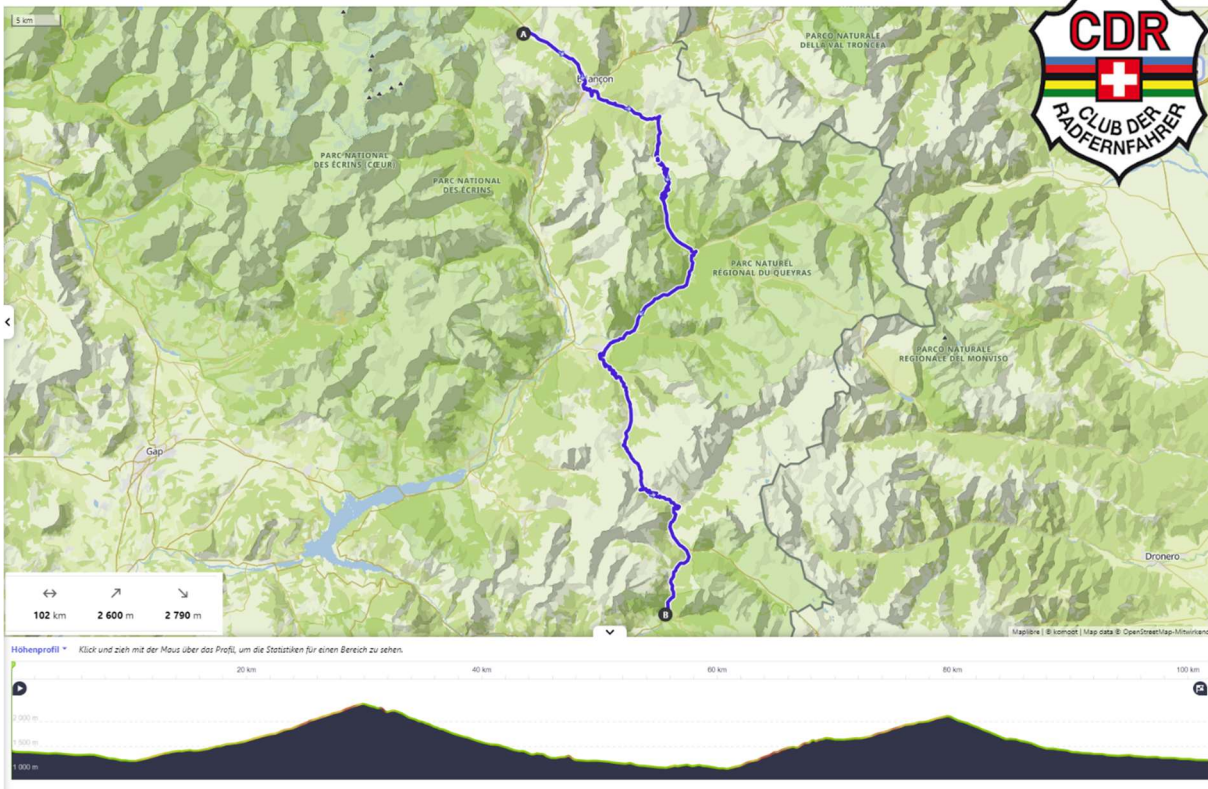 5 km
A
Briançon
PARC NATIONAL
DES ÉCRINS (CŒUR)
PARC NATIONAL
DES ÉCRINS
PARCO NATURALE
DELLA VAL TRONCEA
CDR
CLUB DER
RADFERNFAHRER
PARC NATUREL
RÉGIONAL DU QUEYRAS
PARCO NATURALE
REGIONALE DEL MONVISO
Gap
Dronero
B
102 km
2 600 m
2 790 m
Maplibre | © komoot | Map data © OpenStreetMap-Mitwirkend
Höhenprofil
Klick und zieh mit der Maus über das Profil, um die Statistiken für einen Bereich zu sehen.
20 km
40 km
60 km
80 km
100 km
2 000 m
1 500 m
1 000 m